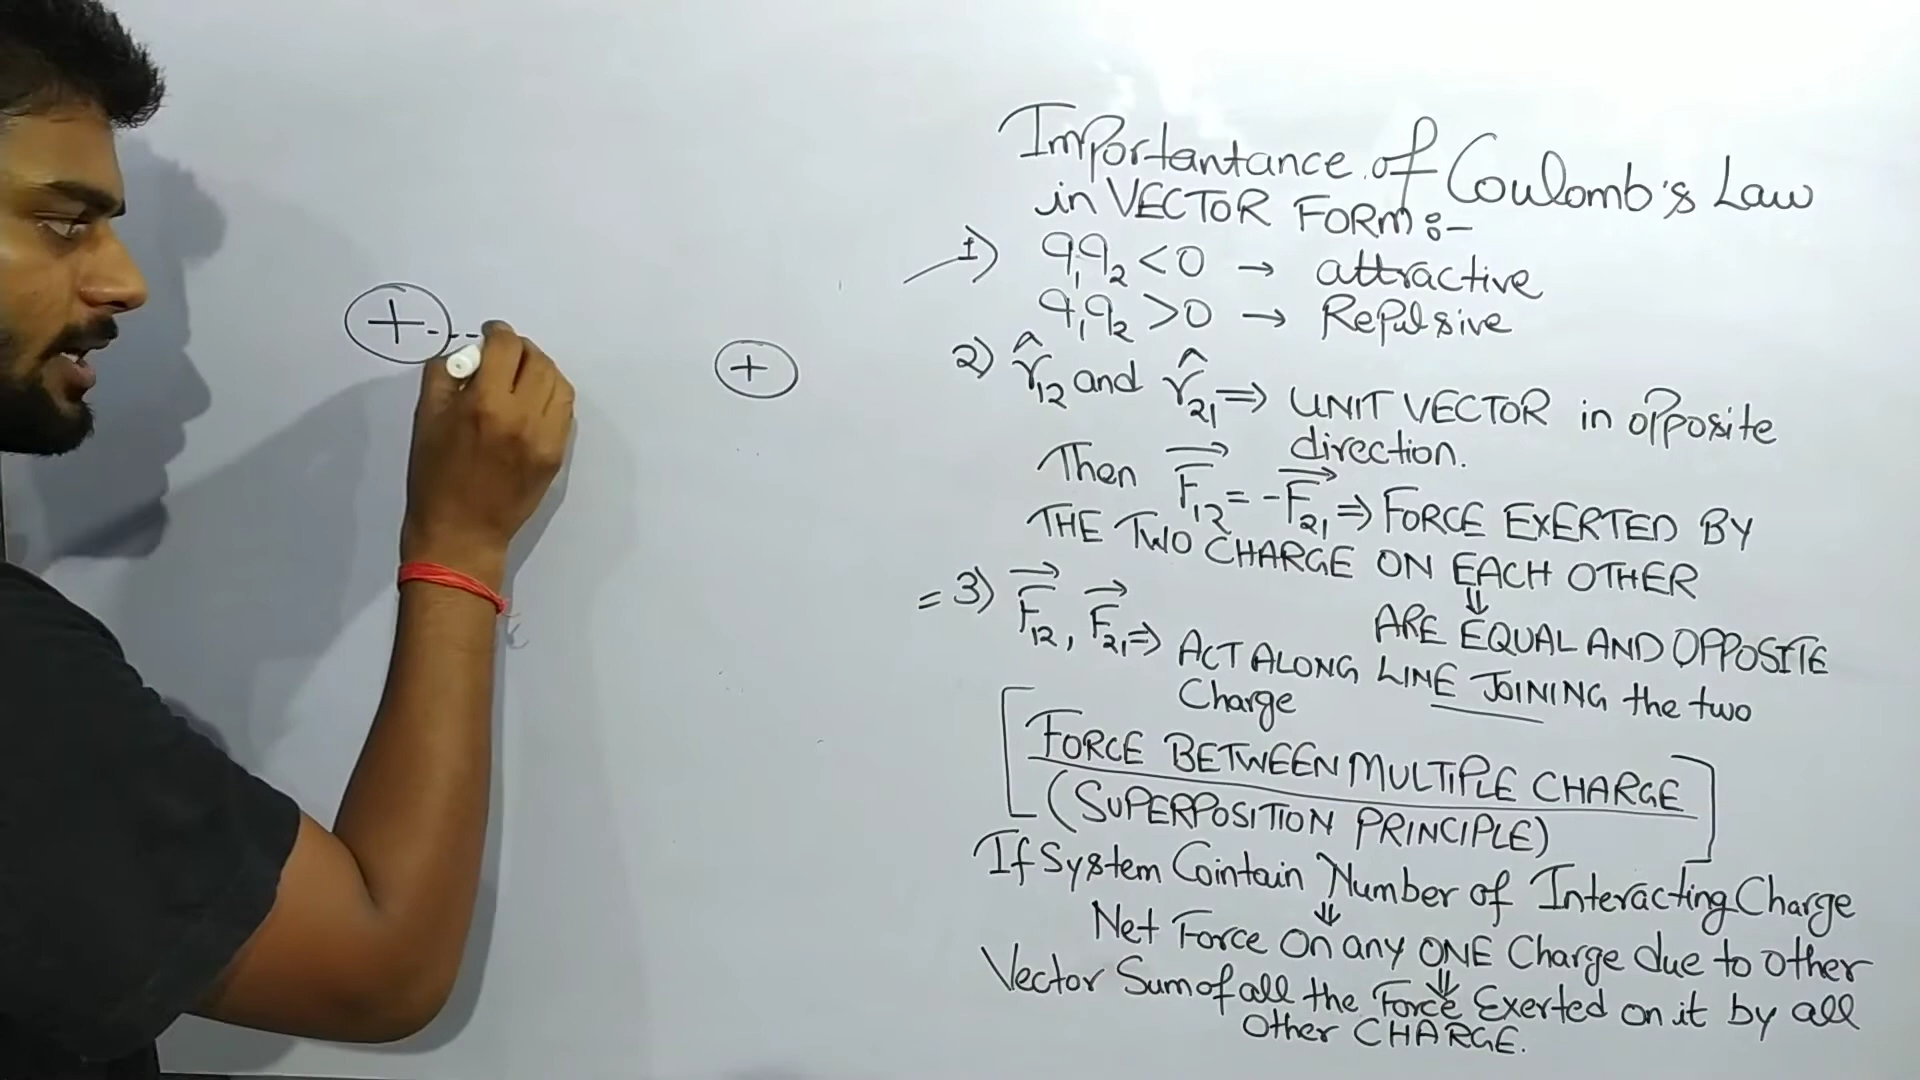 Importantance of Coulomb's Law
in VECTOR FORM :-
1) q₁q₂ < 0 → attractive
q₁q₂ > 0 → Repulsive
2) r̂₁₂ and r̂₂₁ ⇒ UNIT VECTOR in opposite
direction.
Then F⃗₁₂ = -F⃗₂₁ ⇒ FORCE EXERTED BY
THE TWO CHARGE ON EACH OTHER
⇓
ARE EQUAL AND OPPOSITE
= 3) F⃗₁₂, F⃗₂₁ ⇒ ACT ALONG LINE JOINING the two
Charge
[FORCE BETWEEN MULTIPLE CHARGE
(SUPERPOSITION PRINCIPLE)]
If System Cointain Number of Interacting Charge
⇓
Net Force On any ONE Charge due to other
⇓
Vector Sum of all the Force Exerted on it by all
other CHARGE.
+
+